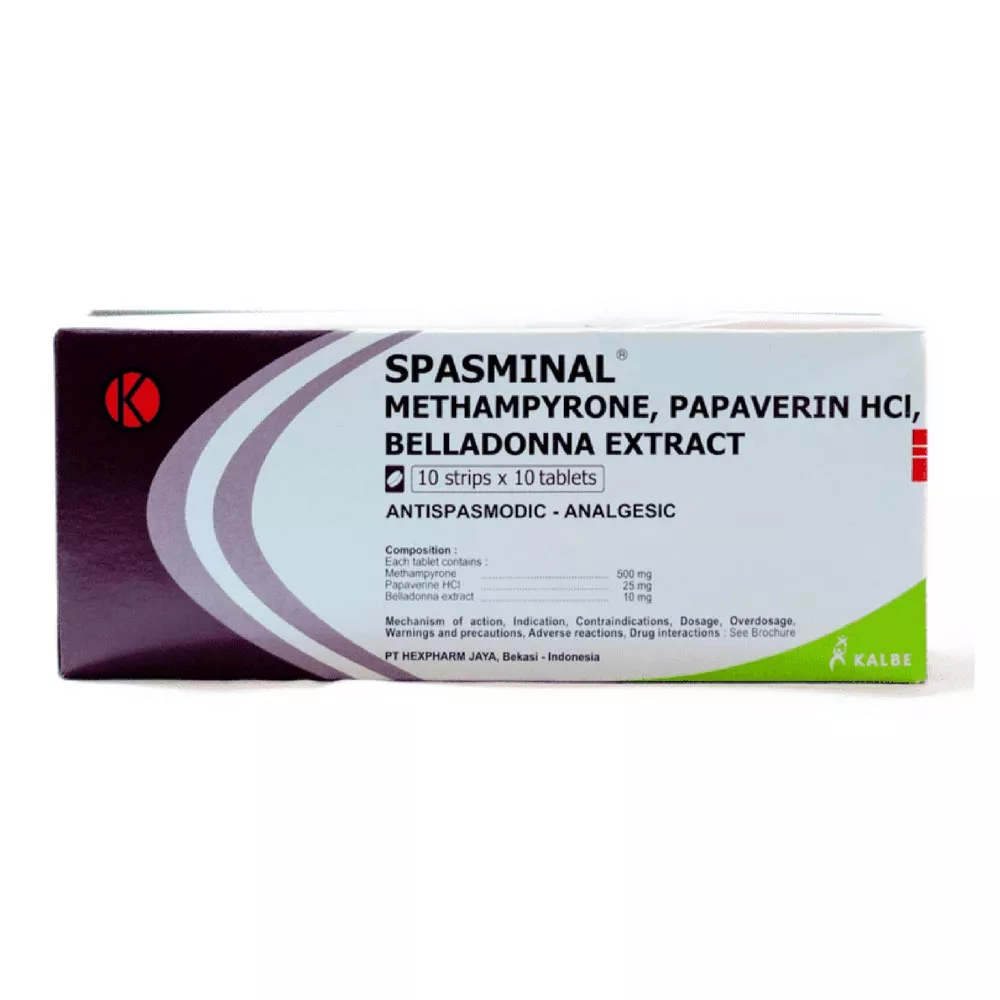 K
SPASMINAL®
METHAMPYRONE, PAPAVERIN HCl,
BELLADONNA EXTRACT
10 strips x 10 tablets
ANTISPASMODIC - ANALGESIC
Composition :
Each tablet contains :
Methampyrone ........ 500 mg
Papaverine HCl ........ 25 mg
Belladonna extract ........ 10 mg
Mechanism of action, Indication, Contraindications, Dosage, Overdosage,
Warnings and precautions, Adverse reactions, Drug interactions : See Brochure
PT HEXPHARM JAYA, Bekasi - Indonesia
KALBE